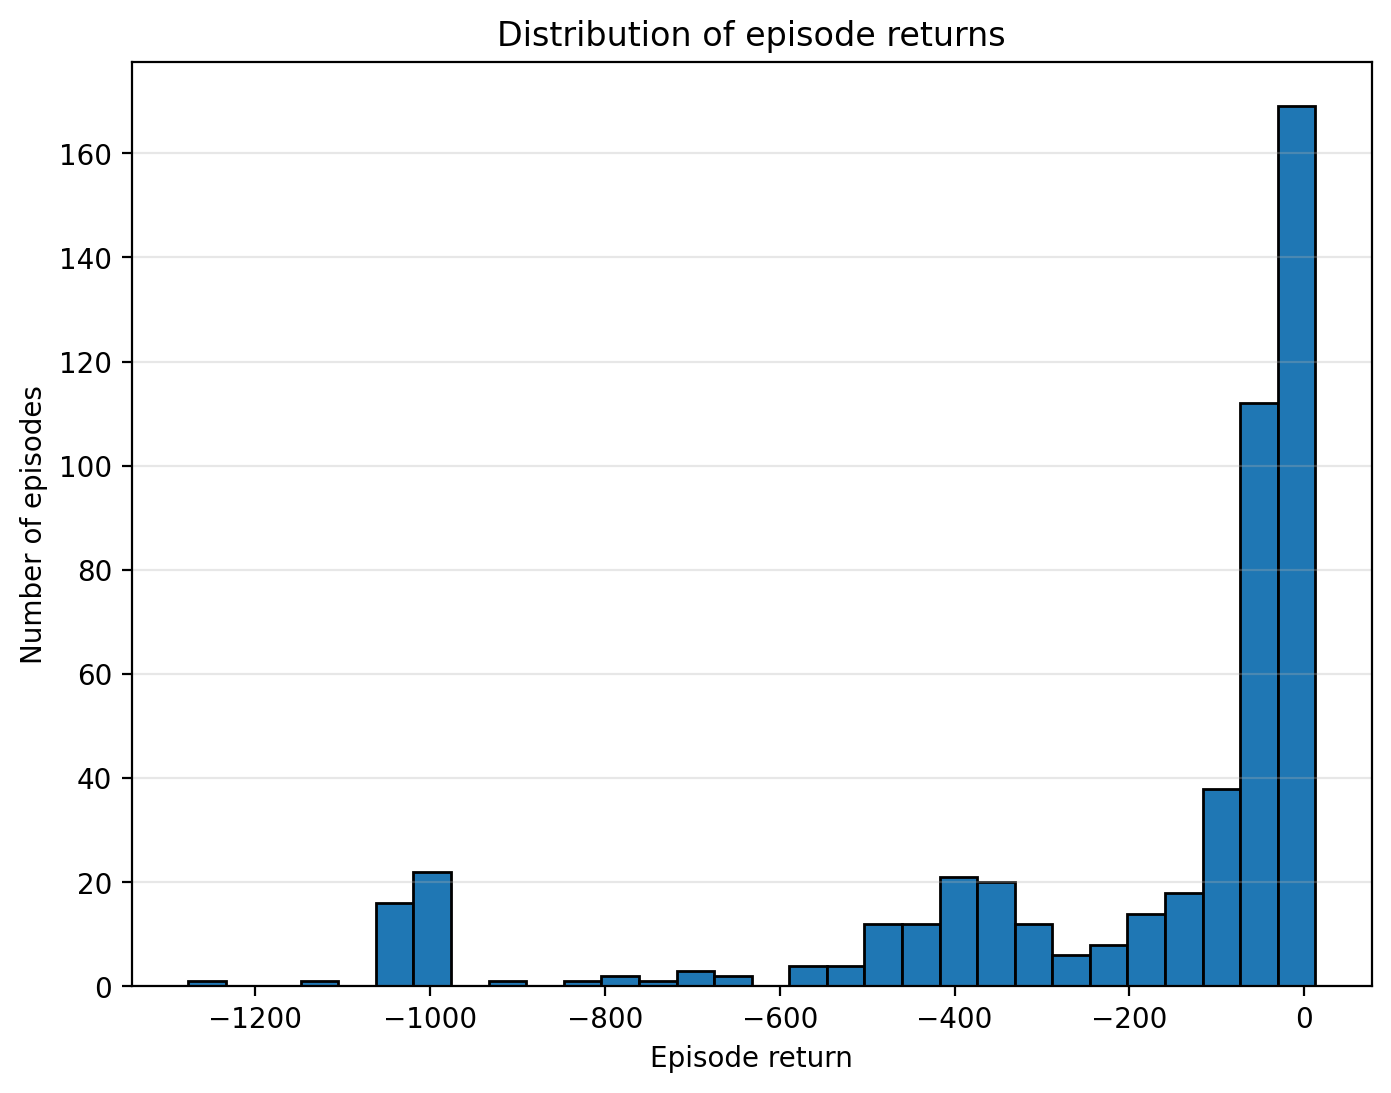 Distribution of episode returns
Number of episodes
160
140
120
100
80
60
40
20
0
−1200 −1000 −800 −600 −400 −200 0
Episode return